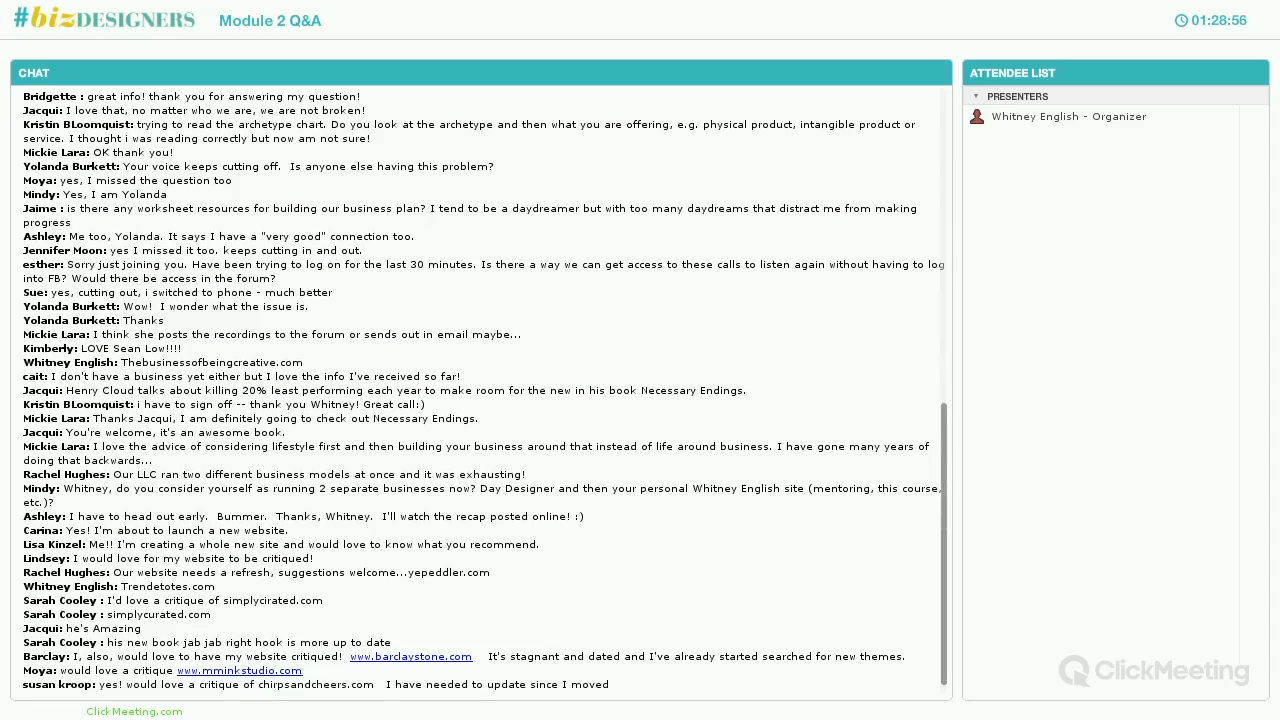 #bizDESIGNERS Module 2 Q&A 01:28:56
CHAT
Bridgette : great info! thank you for answering my question!
Jacqui: I love that, no matter who we are, we are not broken!
Kristin BLoomquist: trying to read the archetype chart. Do you look at the archetype and then what you are offering, e.g. physical product, intangible product or
service. I thought i was reading correctly but now am not sure!
Mickie Lara: OK thank you!
Yolanda Burkett: Your voice keeps cutting off.  Is anyone else having this problem?
Moya: yes, I missed the question too
Mindy: Yes, I am Yolanda
Jaime : is there any worksheet resources for building our business plan? I tend to be a daydreamer but with too many daydreams that distract me from making
progress
Ashley: Me too, Yolanda. It says I have a "very good" connection too.
Jennifer Moon: yes I missed it too. keeps cutting in and out.
esther: Sorry just joining you. Have been trying to log on for the last 30 minutes. Is there a way we can get access to these calls to listen again without having to log
into FB? Would there be access in the forum?
Sue: yes, cutting out, i switched to phone - much better
Yolanda Burkett: Wow!  I wonder what the issue is.
Yolanda Burkett: Thanks
Mickie Lara: I think she posts the recordings to the forum or sends out in email maybe...
Kimberly: LOVE Sean Low!!!!
Whitney English: Thebusinessofbeingcreative.com
cait: I don't have a business yet either but I love the info I've received so far!
Jacqui: Henry Cloud talks about killing 20% least performing each year to make room for the new in his book Necessary Endings.
Kristin BLoomquist: i have to sign off -- thank you Whitney! Great call:)
Mickie Lara: Thanks Jacqui, I am definitely going to check out Necessary Endings.
Jacqui: You're welcome, it's an awesome book.
Mickie Lara: I love the advice of considering lifestyle first and then building your business around that instead of life around business. I have gone many years of
doing that backwards...
Rachel Hughes: Our LLC ran two different business models at once and it was exhausting!
Mindy: Whitney, do you consider yourself as running 2 separate businesses now? Day Designer and then your personal Whitney English site (mentoring, this course,
etc.)?
Ashley: I have to head out early.  Bummer.  Thanks, Whitney.  I'll watch the recap posted online! :)
Carina: Yes! I'm about to launch a new website.
Lisa Kinzel: Me!! I'm creating a whole new site and would love to know what you recommend.
Lindsey: I would love for my website to be critiqued!
Rachel Hughes: Our website needs a refresh, suggestions welcome...yepeddler.com
Whitney English: Trendetotes.com
Sarah Cooley : I'd love a critique of simplycirated.com
Sarah Cooley : simplycurated.com
Jacqui: he's Amazing
Sarah Cooley : his new book jab jab right hook is more up to date
Barclay: I, also, would love to have my website critiqued!  www.barclaystone.com   It's stagnant and dated and I've already started searched for new themes.
Moya: would love a critique www.mminkstudio.com
susan kroop: yes! would love a critique of chirpsandcheers.com   I have needed to update since I moved
ATTENDEE LIST
PRESENTERS
Whitney English - Organizer
ClickMeeting
ClickMeeting.com